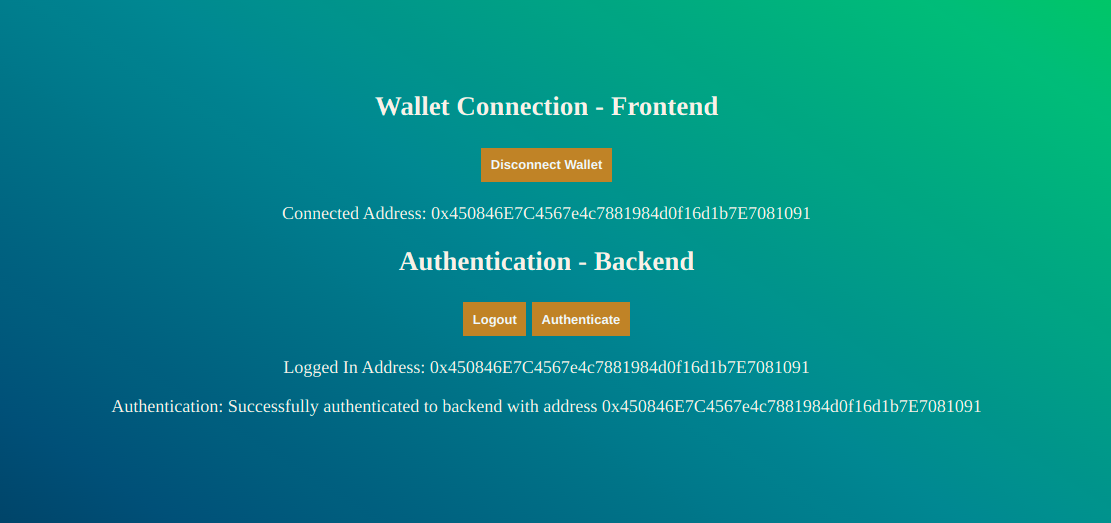 Wallet Connection - Frontend
Disconnect Wallet
Connected Address: 0x450846E7C4567e4c7881984d0f16d1b7E7081091
Authentication - Backend
Logout Authenticate
Logged In Address: 0x450846E7C4567e4c7881984d0f16d1b7E7081091
Authentication: Successfully authenticated to backend with address 0x450846E7C4567e4c7881984d0f16d1b7E7081091